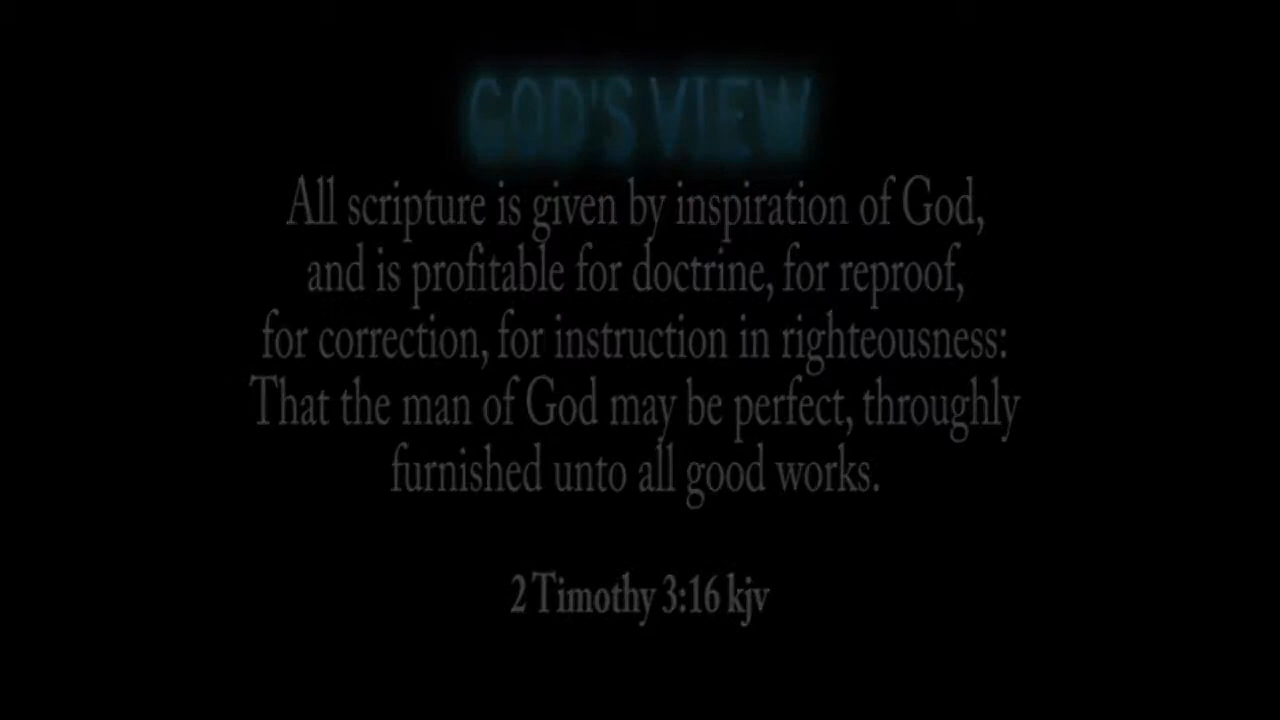 GOD'S VIEW
All scripture is given by inspiration of God,
and is profitable for doctrine, for reproof,
for correction, for instruction in righteousness:
That the man of God may be perfect, throughly
furnished unto all good works.
2 Timothy 3:16 kjv